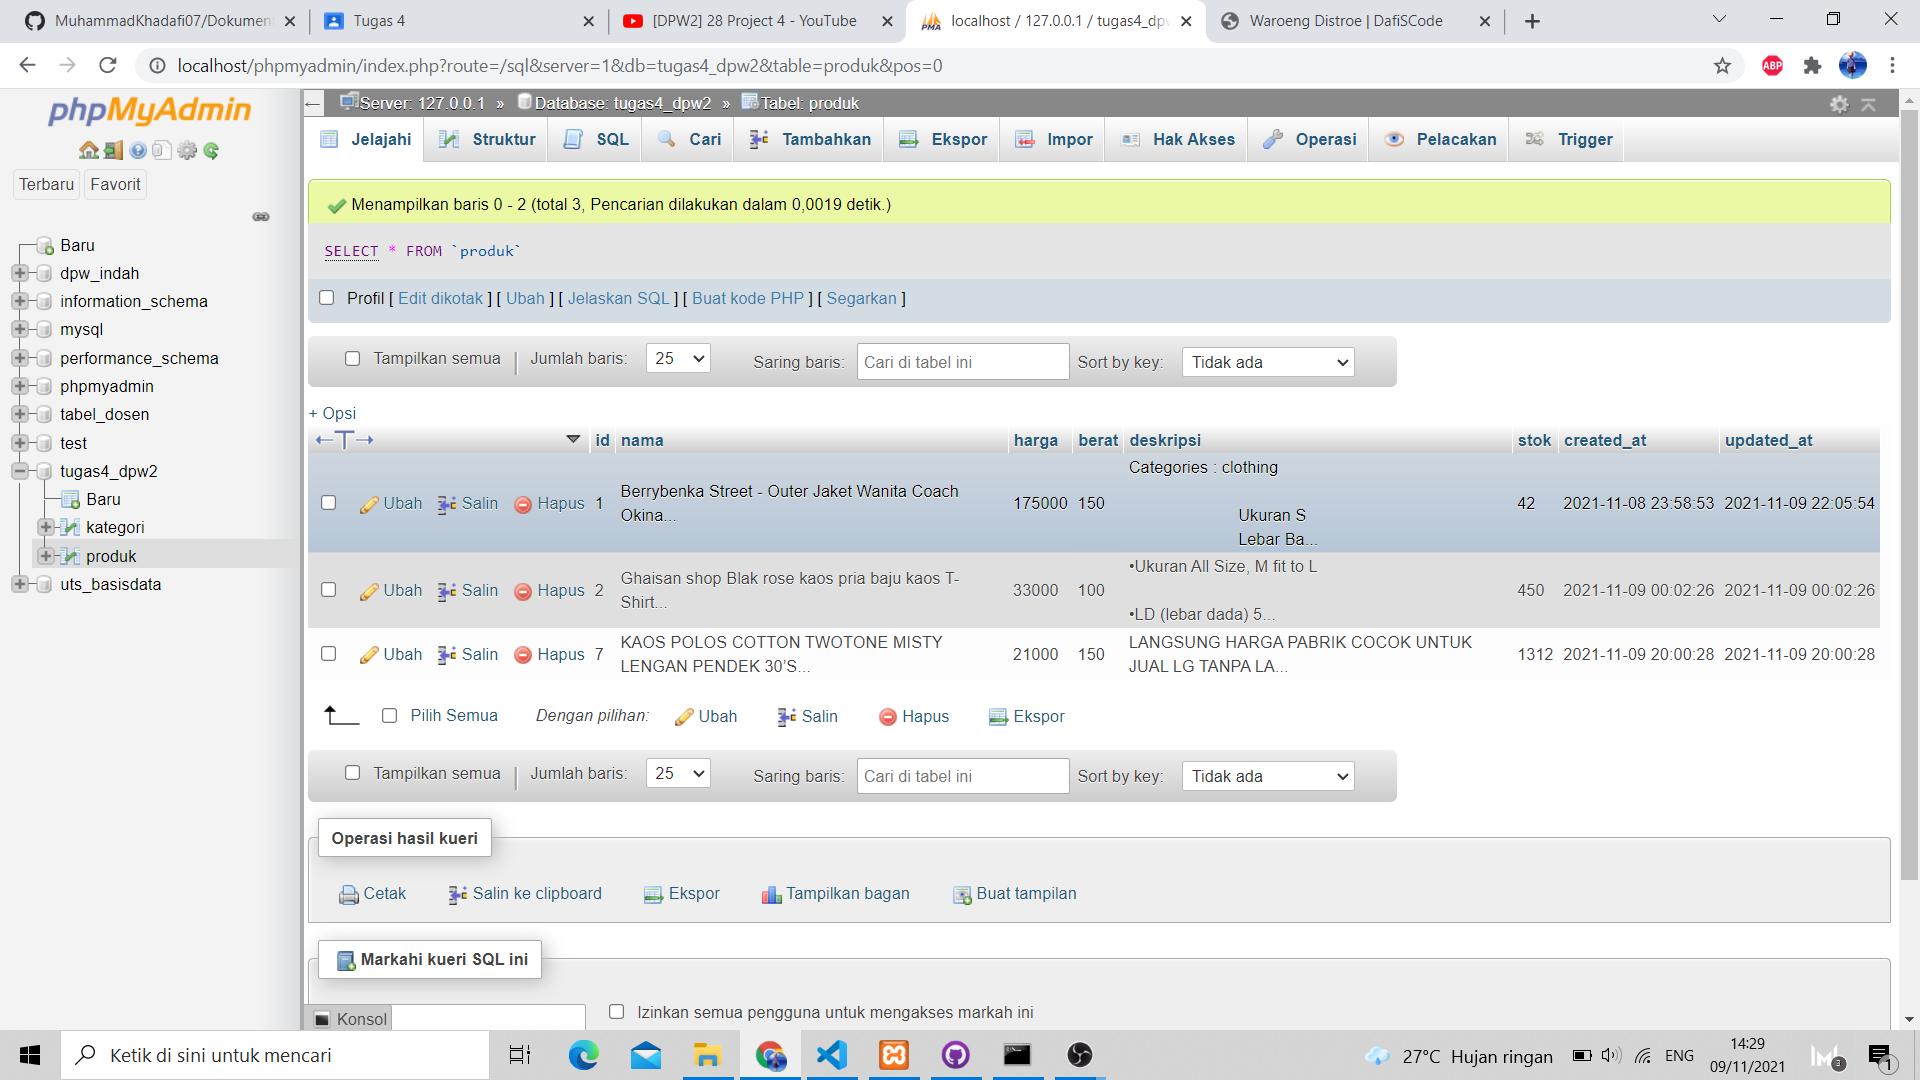 MuhammadKhadafi07/Dokumen
Tugas 4
[DPW2] 28 Project 4 - YouTube
localhost / 127.0.0.1 / tugas4_dpw
Waroeng Distroe | DafiSCode
localhost/phpmyadmin/index.php?route=/sql&server=1&db=tugas4_dpw2&table=produk&pos=0
ABP
phpMyAdmin
Terbaru
Favorit
Baru
dpw_indah
information_schema
mysql
performance_schema
phpmyadmin
tabel_dosen
test
tugas4_dpw2
Baru
kategori
produk
uts_basisdata
Server: 127.0.0.1 » Database: tugas4_dpw2 » Tabel: produk
Jelajahi Struktur SQL Cari Tambahkan Ekspor Impor Hak Akses Operasi Pelacakan Trigger
Menampilkan baris 0 - 2 (total 3, Pencarian dilakukan dalam 0,0019 detik.)
SELECT * FROM `produk`
Profil [ Edit dikotak ] [ Ubah ] [ Jelaskan SQL ] [ Buat kode PHP ] [ Segarkan ]
Tampilkan semua | Jumlah baris: 25 Saring baris: Cari di tabel ini Sort by key: Tidak ada
+ Opsi
←T→ id nama harga berat deskripsi stok created_at updated_at
Categories : clothing
Ubah Salin Hapus 1 Berrybenka Street - Outer Jaket Wanita Coach 175000 150 42 2021-11-08 23:58:53 2021-11-09 22:05:54
Okina... Ukuran S
Lebar Ba...
•Ukuran All Size, M fit to L
Ubah Salin Hapus 2 Ghaisan shop Blak rose kaos pria baju kaos T- 33000 100 450 2021-11-09 00:02:26 2021-11-09 00:02:26
Shirt... •LD (lebar dada) 5...
Ubah Salin Hapus 7 KAOS POLOS COTTON TWOTONE MISTY 21000 150 LANGSUNG HARGA PABRIK COCOK UNTUK 1312 2021-11-09 20:00:28 2021-11-09 20:00:28
LENGAN PENDEK 30’S... JUAL LG TANPA LA...
Pilih Semua Dengan pilihan: Ubah Salin Hapus Ekspor
Tampilkan semua | Jumlah baris: 25 Saring baris: Cari di tabel ini Sort by key: Tidak ada
Operasi hasil kueri
Cetak Salin ke clipboard Ekspor Tampilkan bagan Buat tampilan
Markahi kueri SQL ini
Konsol
Izinkan semua pengguna untuk mengakses markah ini
Ketik di sini untuk mencari
27°C Hujan ringan
ENG
14:29
09/11/2021
3
1